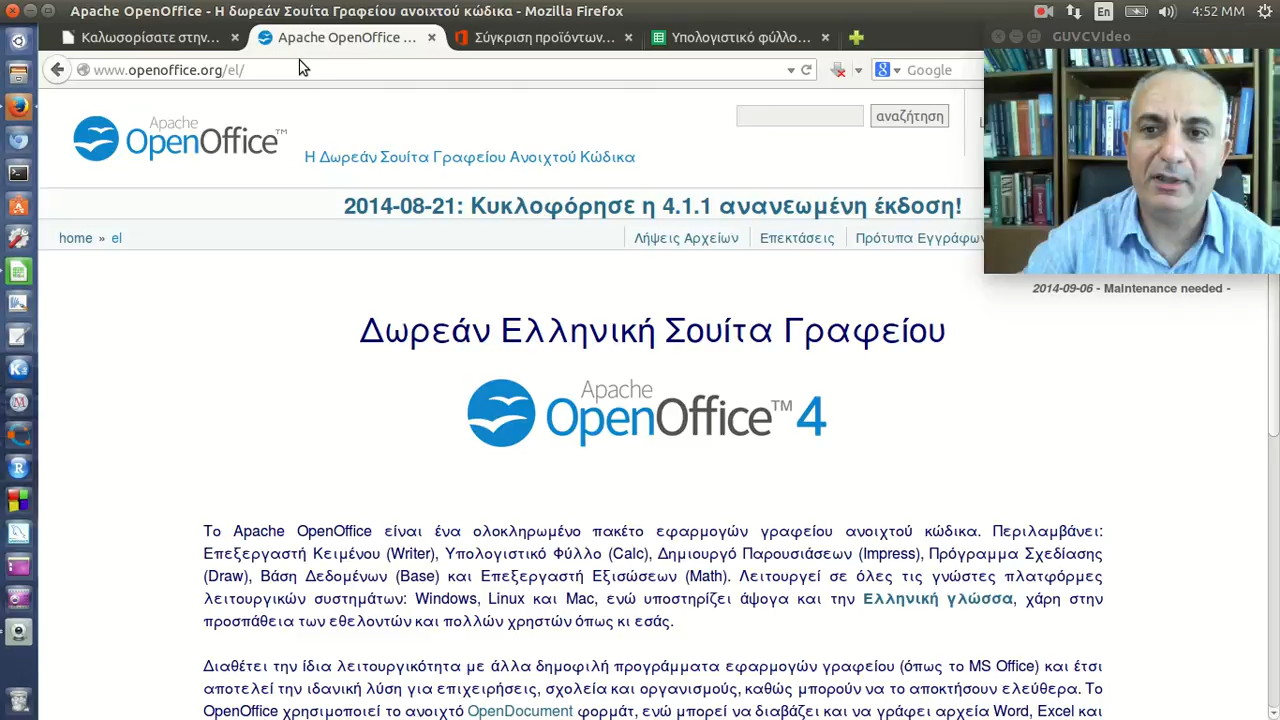 Apache OpenOffice - Η δωρεάν Σουίτα Γραφείου ανοιχτού κώδικα - Mozilla Firefox
En
4:52 ΜΜ
Καλωσορίσατε στην...
Apache OpenOffice ...
Σύγκριση προϊόντων...
Υπολογιστικό φύλλο...
GUVCVideo
www.openoffice.org/el/
Google
Apache
OpenOffice™
Η Δωρεάν Σουίτα Γραφείου Ανοιχτού Κώδικα
αναζήτηση
2014-08-21: Κυκλοφόρησε η 4.1.1 ανανεωμένη έκδοση!
home » el
Λήψεις Αρχείων
Επεκτάσεις
Πρότυπα Εγγράφων
2014-09-06 - Maintenance needed -
Δωρεάν Ελληνική Σουίτα Γραφείου
Apache
OpenOffice™ 4
Το Apache OpenOffice είναι ένα ολοκληρωμένο πακέτο εφαρμογών γραφείου ανοιχτού κώδικα. Περιλαμβάνει:
Επεξεργαστή Κειμένου (Writer), Υπολογιστικό Φύλλο (Calc), Δημιουργό Παρουσιάσεων (Impress), Πρόγραμμα Σχεδίασης
(Draw), Βάση Δεδομένων (Base) και Επεξεργαστή Εξισώσεων (Math). Λειτουργεί σε όλες τις γνώστες πλατφόρμες
λειτουργικών συστημάτων: Windows, Linux και Mac, ενώ υποστηρίζει άψογα και την Ελληνική γλώσσα, χάρη στην
προσπάθεια των εθελοντών και πολλών χρηστών όπως κι εσάς.
Διαθέτει την ίδια λειτουργικότητα με άλλα δημοφιλή προγράμματα εφαρμογών γραφείου (όπως το MS Office) και έτσι
αποτελεί την ιδανική λύση για επιχειρήσεις, σχολεία και οργανισμούς, καθώς μπορούν να το αποκτήσουν ελεύθερα. Το
OpenOffice χρησιμοποιεί το ανοιχτό OpenDocument φορμάτ, ενώ μπορεί να διαβάζει και να γράφει αρχεία Word, Excel και